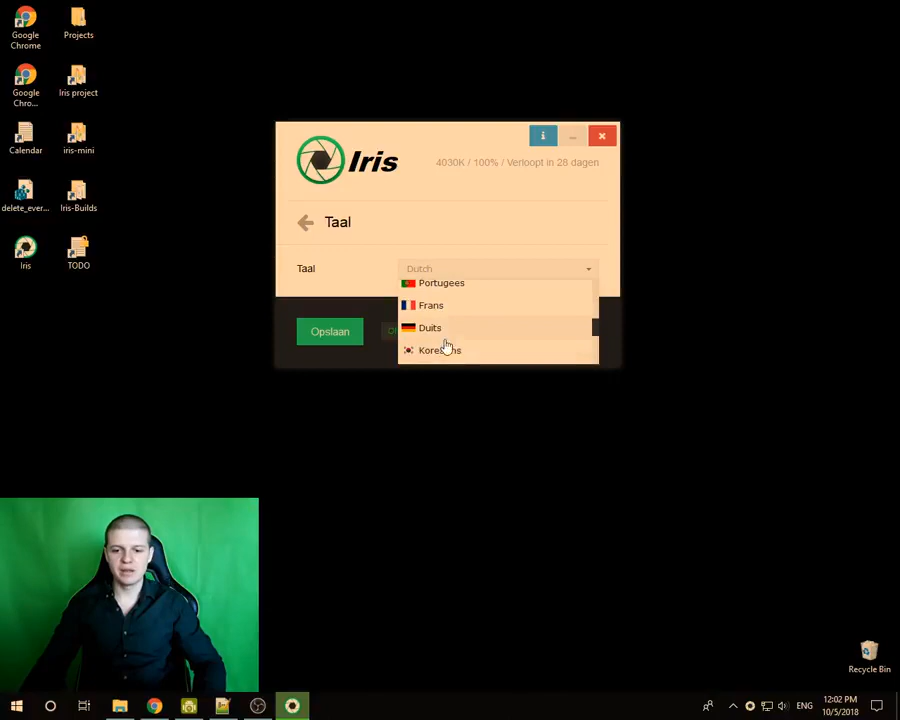 Google
Chrome
Projects
Google
Chro...
Iris project
Calendar
iris-mini
delete_ever...
Iris-Builds
Iris
TODO
Iris
4030K / 100% / Verloopt in 28 dagen
Taal
Taal
Dutch
Portugees
Frans
Duits
Opslaan
Recycle Bin
ENG
12:02 PM
10/5/2018